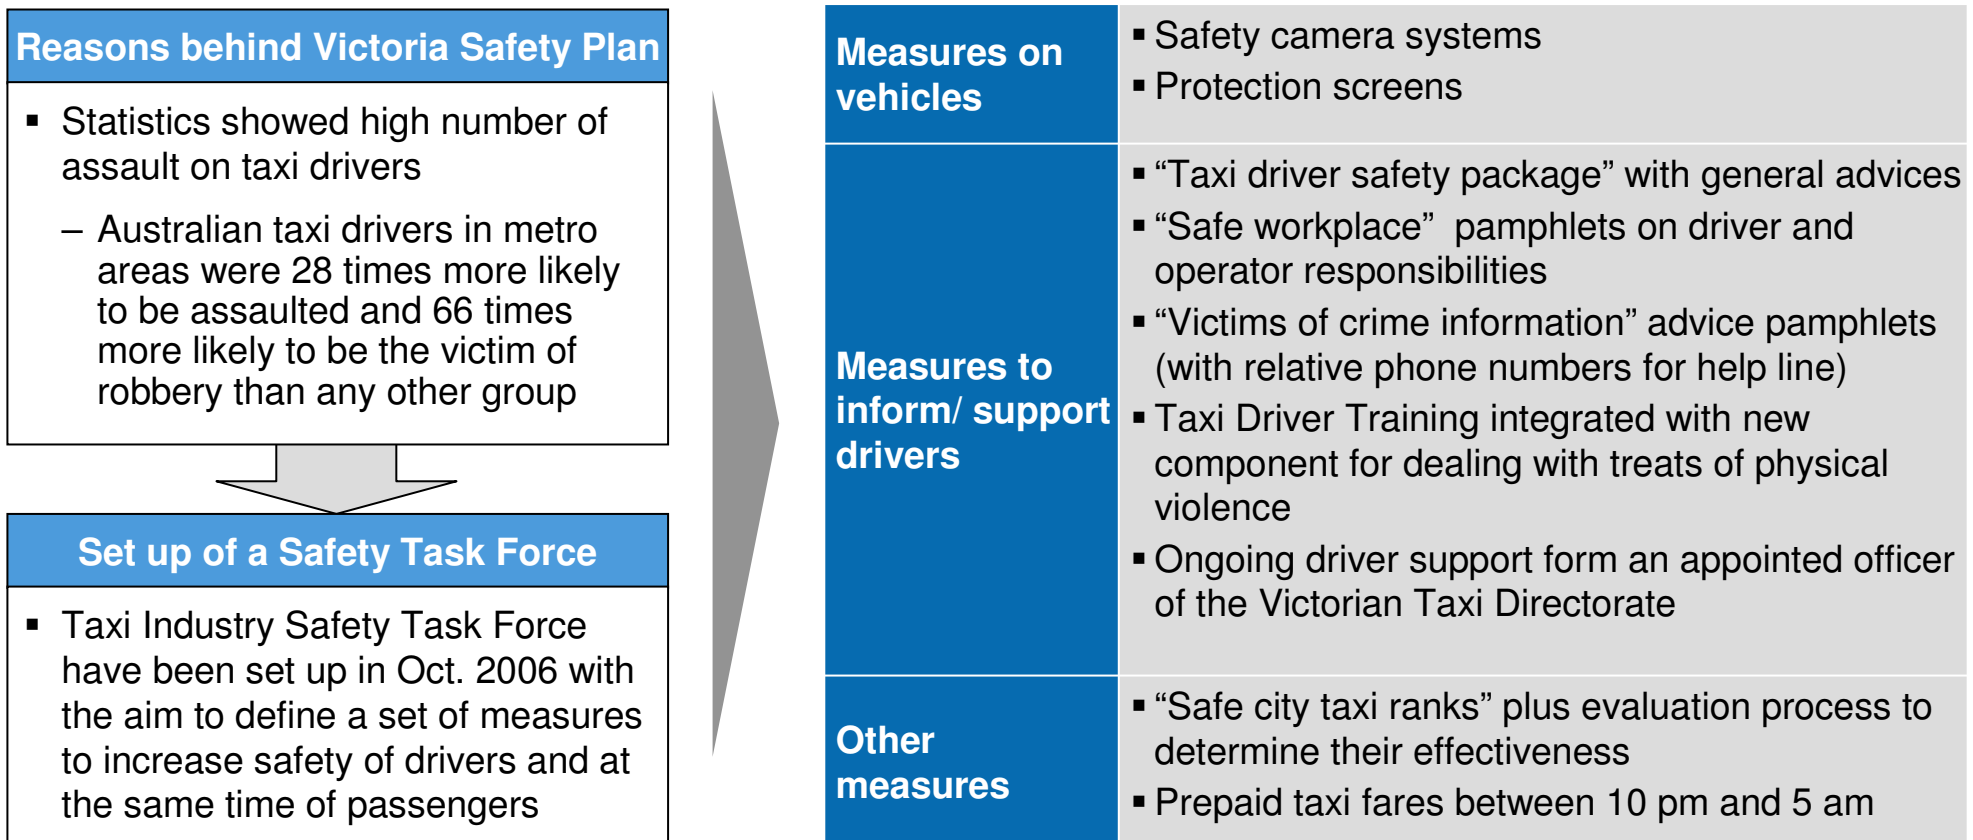 Reasons behind Victoria Safety Plan
▪ Statistics showed high number of
assault on taxi drivers
– Australian taxi drivers in metro
areas were 28 times more likely
to be assaulted and 66 times
more likely to be the victim of
robbery than any other group
Set up of a Safety Task Force
▪ Taxi Industry Safety Task Force
have been set up in Oct. 2006 with
the aim to define a set of measures
to increase safety of drivers and at
the same time of passengers
Measures on
vehicles
▪ Safety camera systems
▪ Protection screens
Measures to
inform/ support
drivers
▪ “Taxi driver safety package” with general advices
▪ “Safe workplace” pamphlets on driver and
operator responsibilities
▪ “Victims of crime information” advice pamphlets
(with relative phone numbers for help line)
▪ Taxi Driver Training integrated with new
component for dealing with treats of physical
violence
▪ Ongoing driver support form an appointed officer
of the Victorian Taxi Directorate
Other
measures
▪ “Safe city taxi ranks” plus evaluation process to
determine their effectiveness
▪ Prepaid taxi fares between 10 pm and 5 am